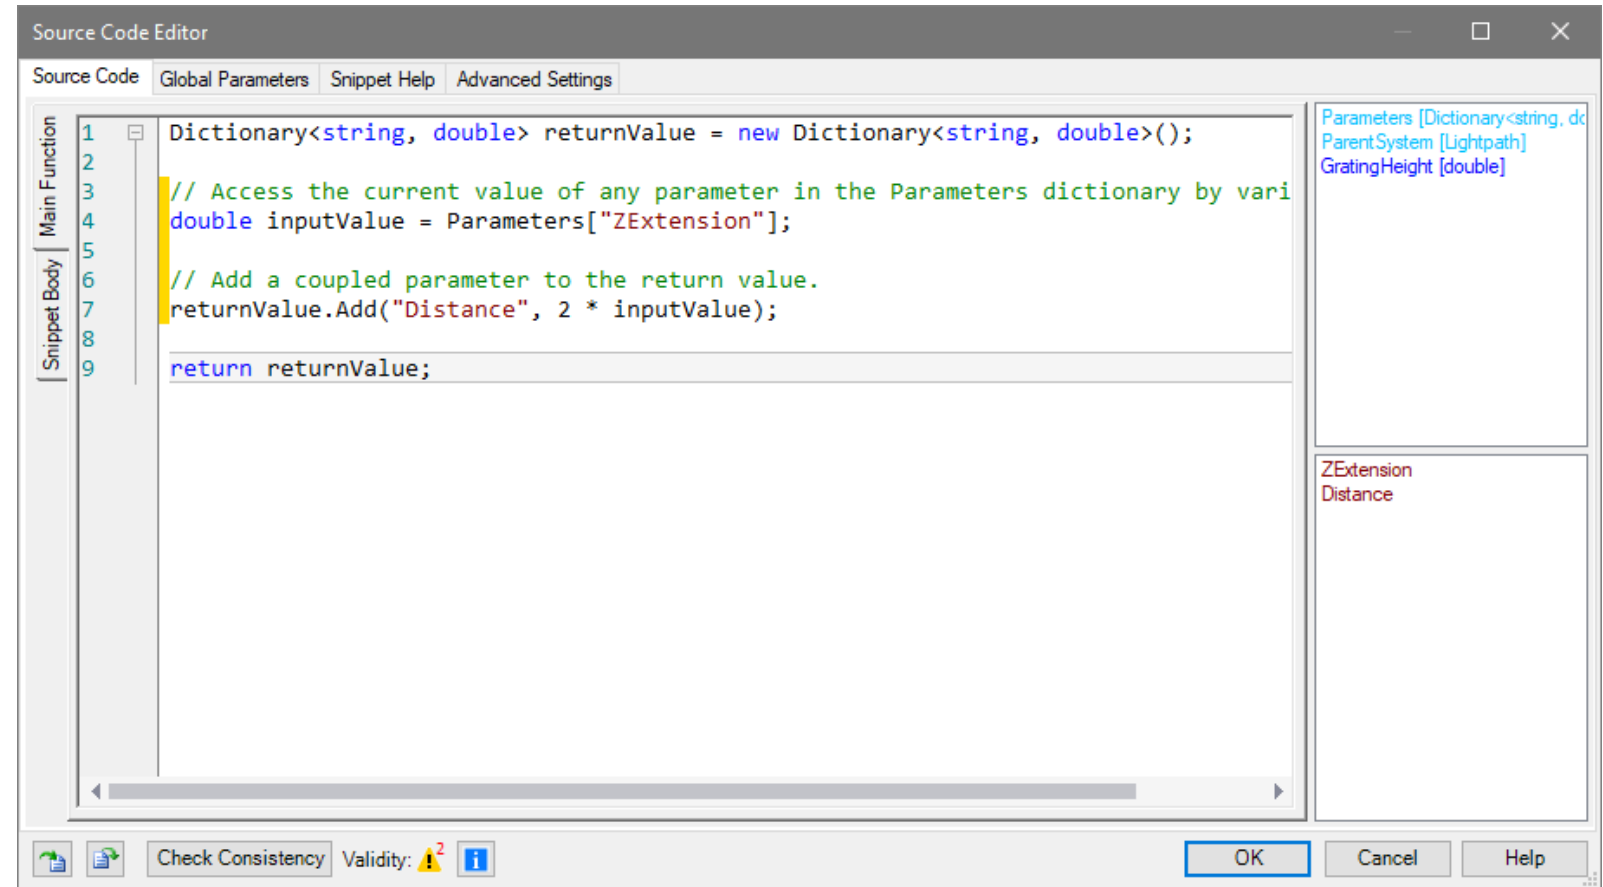 Source Code Editor
Source Code Global Parameters Snippet Help Advanced Settings
Main Function
Snippet Body
1 Dictionary<string, double> returnValue = new Dictionary<string, double>();
2
3 // Access the current value of any parameter in the Parameters dictionary by vari
4 double inputValue = Parameters["ZExtension"];
5
6 // Add a coupled parameter to the return value.
7 returnValue.Add("Distance", 2 * inputValue);
8
9 return returnValue;
Parameters [Dictionary<string, dc
ParentSystem [Lightpath]
GratingHeight [double]
ZExtension
Distance
Check Consistency Validity: 2 i OK Cancel Help